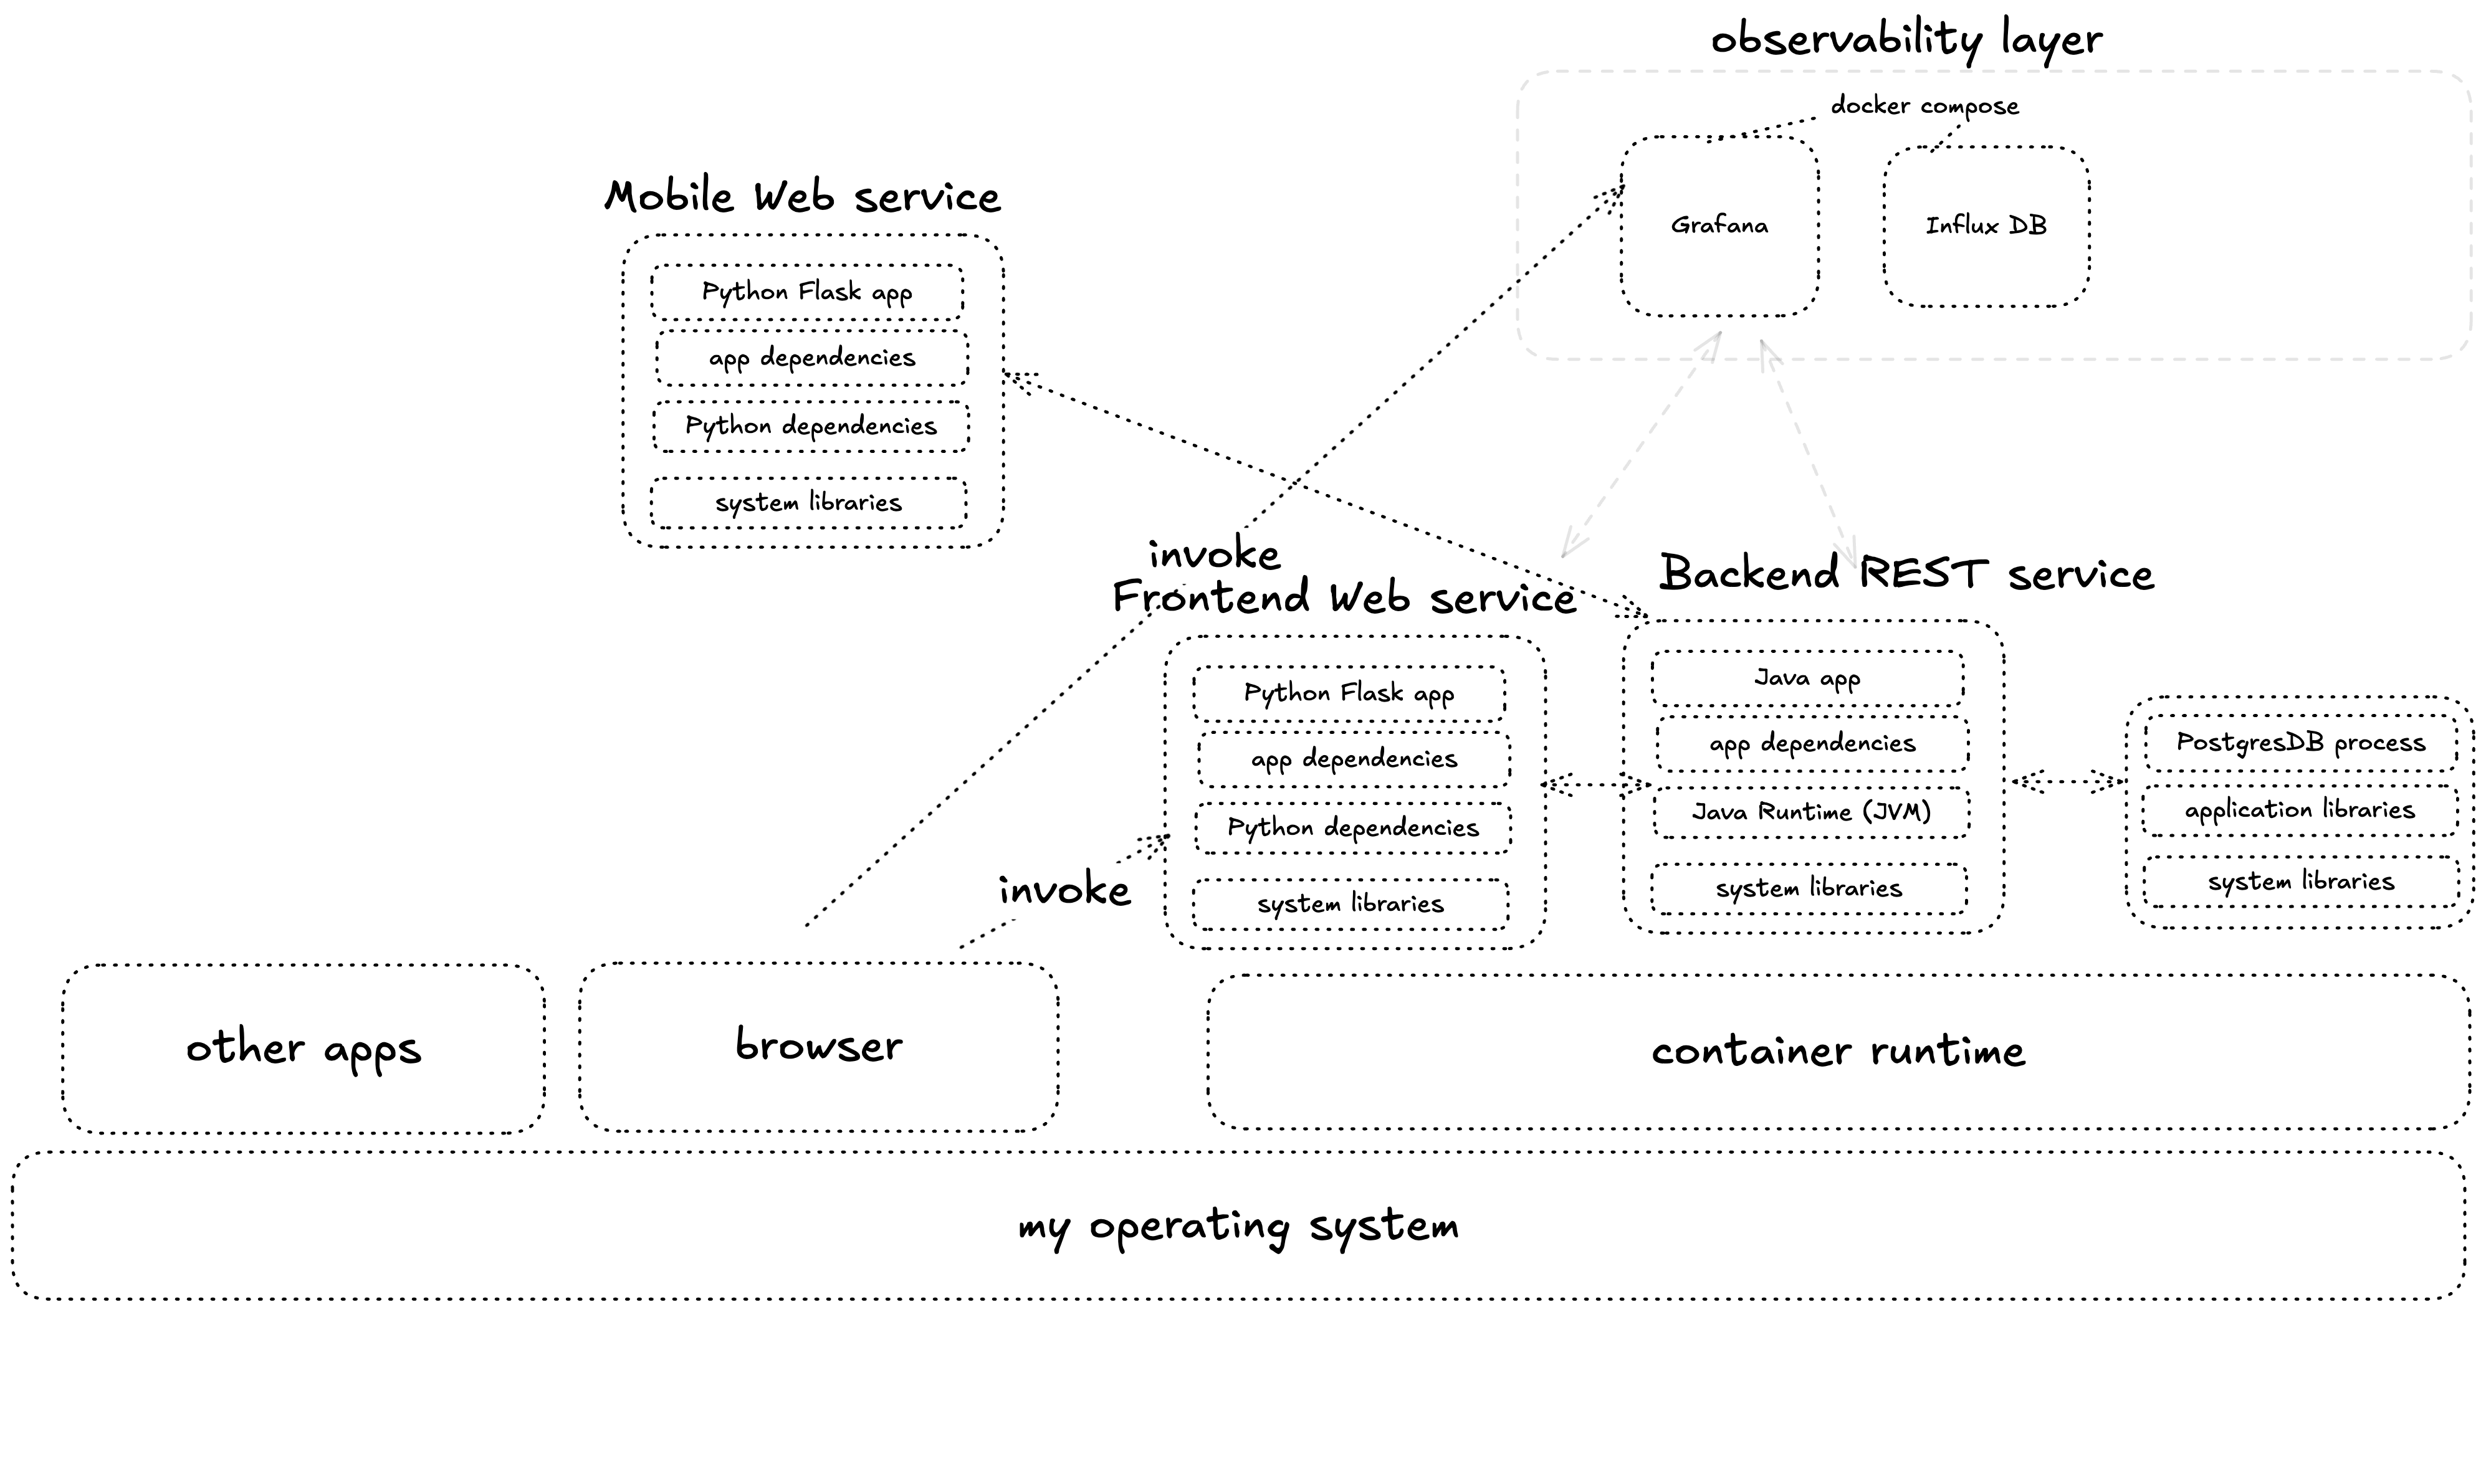 observability layer
docker compose
Grafana
Influx DB
Mobile Web service
Python Flask app
app dependencies
Python dependencies
system libraries
invoke
Frontend Web service
Python Flask app
app dependencies
Python dependencies
system libraries
Backend REST service
Java app
app dependencies
Java Runtime (JVM)
system libraries
PostgresDB process
application libraries
system libraries
invoke
other apps
browser
container runtime
my operating system